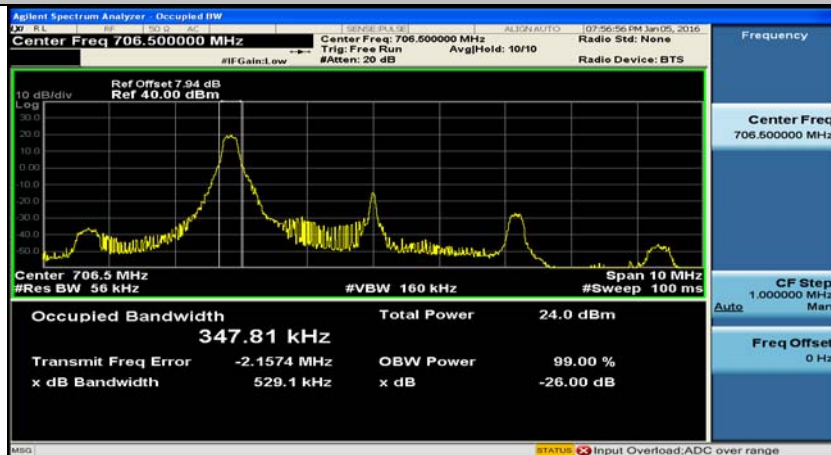 Agilent Spectrum Analyzer - Occupied BW
LXI RL RF 50 Ω AC SENSE:PULSE ALIGN AUTO 07:56:56 PM Jan 05, 2016
Center Freq 706.500000 MHz
Center Freq: 706.500000 MHz Radio Std: None
Trig: Free Run Avg|Hold: 10/10
#IFGain:Low #Atten: 20 dB Radio Device: BTS
Ref Offset 7.94 dB
10 dB/div Ref 40.00 dBm
Log
30.0
20.0
10.0
0.00
-10.0
-20.0
-30.0
-40.0
-50.0
Center 706.5 MHz Span 10 MHz
#Res BW 56 kHz #VBW 160 kHz #Sweep 100 ms
Occupied Bandwidth Total Power 24.0 dBm
347.81 kHz
Transmit Freq Error -2.1574 MHz OBW Power 99.00 %
x dB Bandwidth 529.1 kHz x dB -26.00 dB
MSG STATUS Input Overload;ADC over range
Frequency
Center Freq
706.500000 MHz
CF Step
1.000000 MHz
Auto Man
Freq Offset
0 Hz